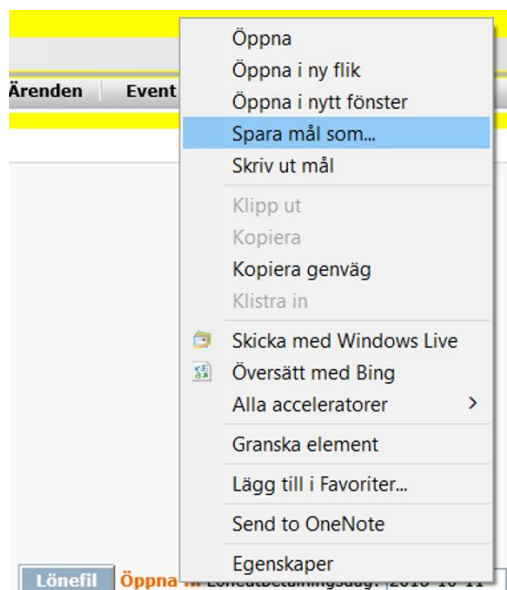 Öppna
Öppna i ny flik
Ärenden Event Öppna i nytt fönster
Spara mål som...
Skriv ut mål
Klipp ut
Kopiera
Kopiera genväg
Klistra in
Skicka med Windows Live
Översätt med Bing
Alla acceleratorer
Granska element
Lägg till i Favoriter...
Send to OneNote
Egenskaper
Lönefil Öppna